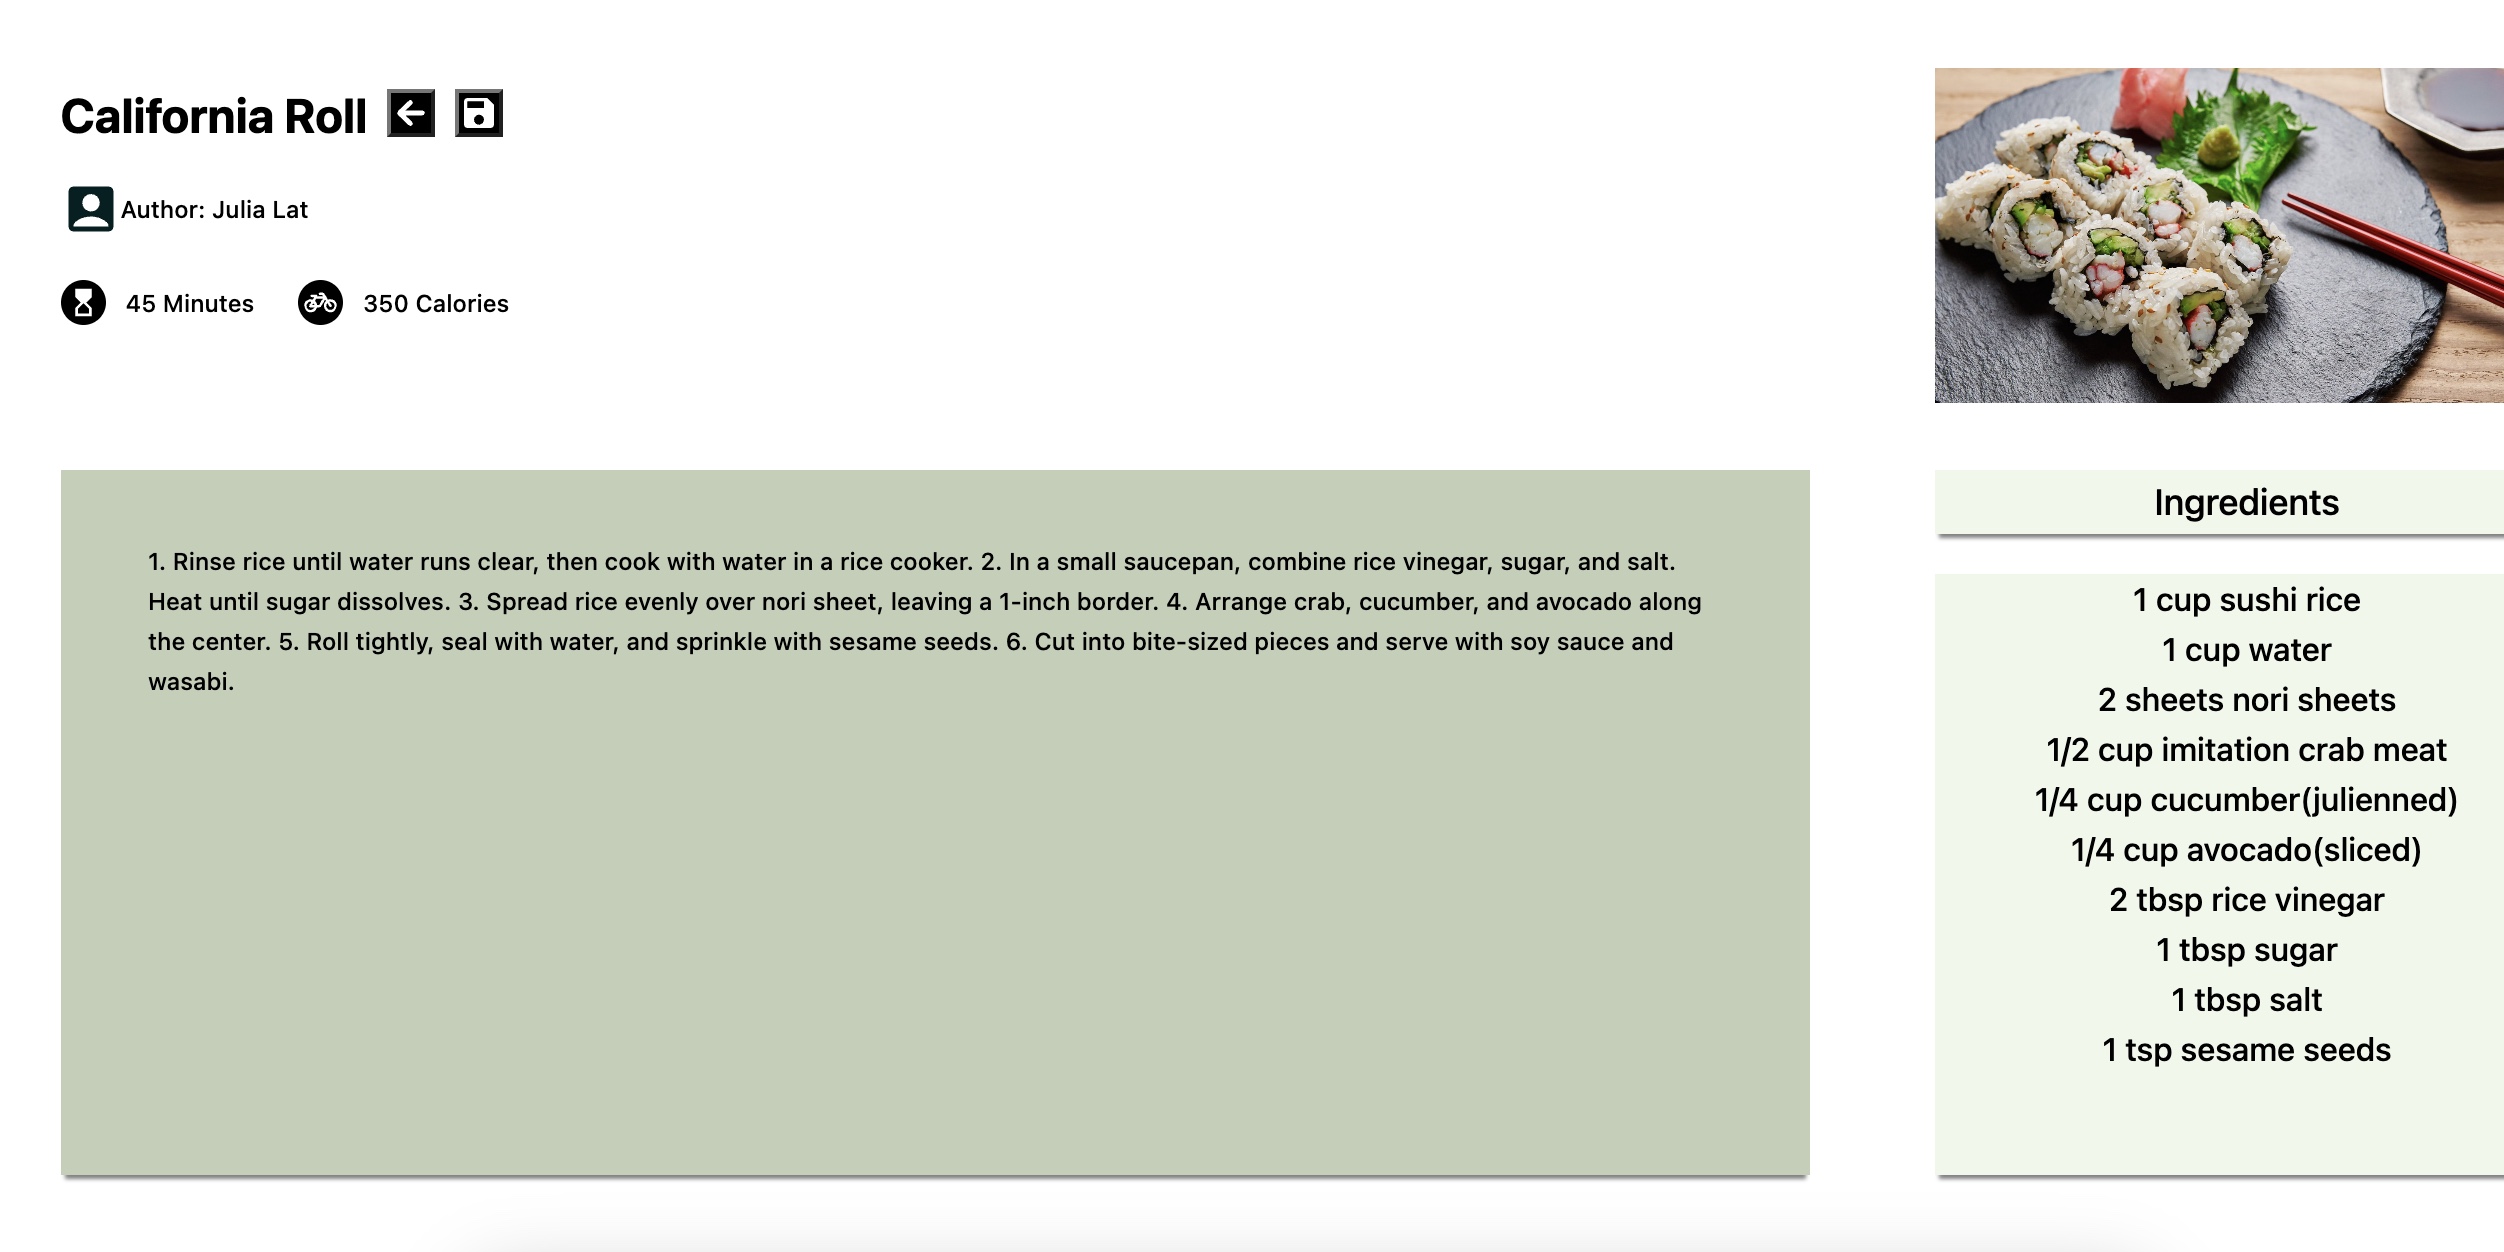 California Roll
Author: Julia Lat
45 Minutes
350 Calories
1. Rinse rice until water runs clear, then cook with water in a rice cooker. 2. In a small saucepan, combine rice vinegar, sugar, and salt.
Heat until sugar dissolves. 3. Spread rice evenly over nori sheet, leaving a 1-inch border. 4. Arrange crab, cucumber, and avocado along
the center. 5. Roll tightly, seal with water, and sprinkle with sesame seeds. 6. Cut into bite-sized pieces and serve with soy sauce and
wasabi.
Ingredients
1 cup sushi rice
1 cup water
2 sheets nori sheets
1/2 cup imitation crab meat
1/4 cup cucumber(julienned)
1/4 cup avocado(sliced)
2 tbsp rice vinegar
1 tbsp sugar
1 tbsp salt
1 tsp sesame seeds